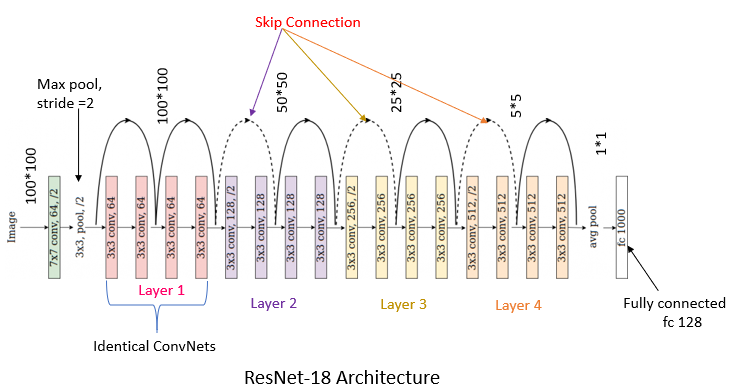 Skip Connection
Max pool,
stride =2
100*100
100*100
50*50
25*25
5*5
1*1
Image
7x7 conv, 64, /2
3x3, pool, /2
3x3 conv, 64
3x3 conv, 64
3x3 conv, 64
3x3 conv, 64
3x3 conv, 128, /2
3x3 conv, 128
3x3 conv, 128
3x3 conv, 128
3x3 conv, 256, /2
3x3 conv, 256
3x3 conv, 256
3x3 conv, 256
3x3 conv, 512, /2
3x3 conv, 512
3x3 conv, 512
3x3 conv, 512
avg pool
fc 1000
Layer 1
Layer 2
Layer 3
Layer 4
Fully connected
fc 128
Identical ConvNets
ResNet-18 Architecture